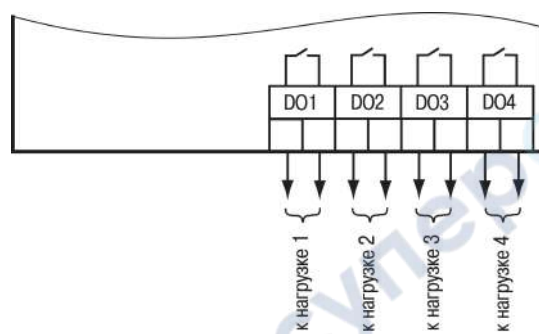 DO1 DO2 DO3 DO4
к нагрузке 1
к нагрузке 2
к нагрузке 3
к нагрузке 4